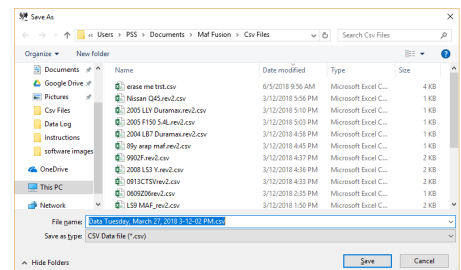 Save As
« Users > PSS > Documents > Maf Fusion > Csv Files
Search Csv Files
Organize New folder
Documents
Google Drive
Pictures
Csv Files
Data Log
Instructions
software images
OneDrive
This PC
Network
Name Date modified Type Size
erase me trst.csv 6/5/2018 9:56 AM Microsoft Excel C... 4 KB
Nissan Q45.rev2.csv 3/12/2018 5:56 PM Microsoft Excel C... 1 KB
2005 LLY Duramax.rev2.csv 3/12/2018 5:10 PM Microsoft Excel C... 1 KB
2005 F150 5.4L.rev2.csv 3/12/2018 5:03 PM Microsoft Excel C... 1 KB
2004 LB7 Duramax.rev2.csv 3/12/2018 4:58 PM Microsoft Excel C... 1 KB
89y arap maf.rev2.csv 3/12/2018 4:45 PM Microsoft Excel C... 1 KB
9902F.rev2.csv 3/12/2018 4:37 PM Microsoft Excel C... 2 KB
2008 LS3 Y.rev2.csv 3/12/2018 4:36 PM Microsoft Excel C... 2 KB
0913CTSVrev2.csv 3/12/2018 4:33 PM Microsoft Excel C... 2 KB
0609Z06rev2.csv 3/12/2018 2:35 PM Microsoft Excel C... 1 KB
LS9 MAF_rev2.csv 3/12/2018 1:50 PM Microsoft Excel C... 2 KB
File name: Data Tuesday, March 27, 2018 3-12-02 PM.csv
Save as type: CSV Data file (*.csv)
Hide Folders Save Cancel